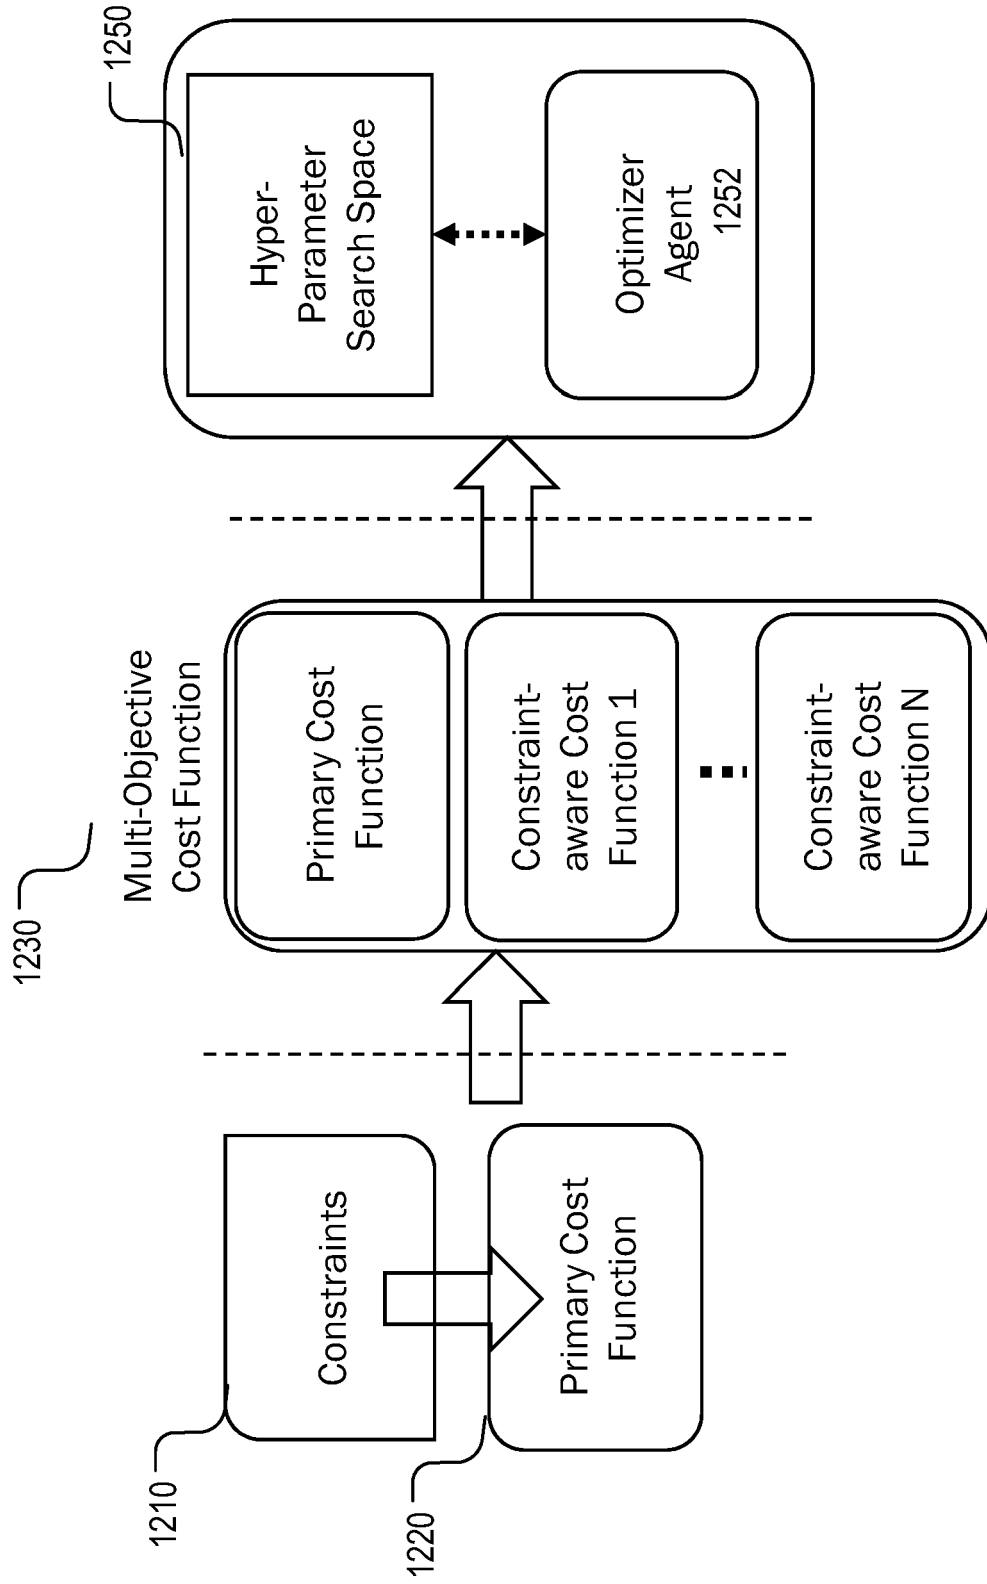 1210
Constraints
1220
Primary Cost
Function
1230
Multi-Objective
Cost Function
Primary Cost
Function
Constraint-
aware Cost
Function 1
Constraint-
aware Cost
Function N
1250
Hyper-
Parameter
Search Space
Optimizer
Agent
1252